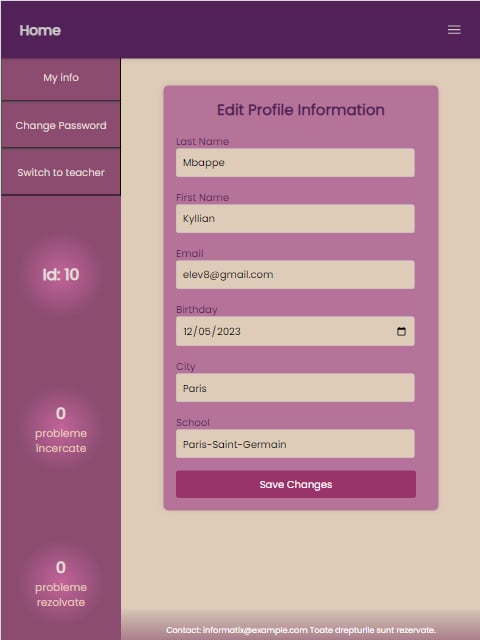 Home
My info
Change Password
Switch to teacher
Id: 10
0
probleme
încercate
0
probleme
rezolvate
Edit Profile Information
Last Name
Mbappe
First Name
Kyllian
Email
elev8@gmail.com
Birthday
12/05/2023
City
Paris
School
Paris-Saint-Germain
Save Changes
Contact: informatix@example.com Toate drepturile sunt rezervate.